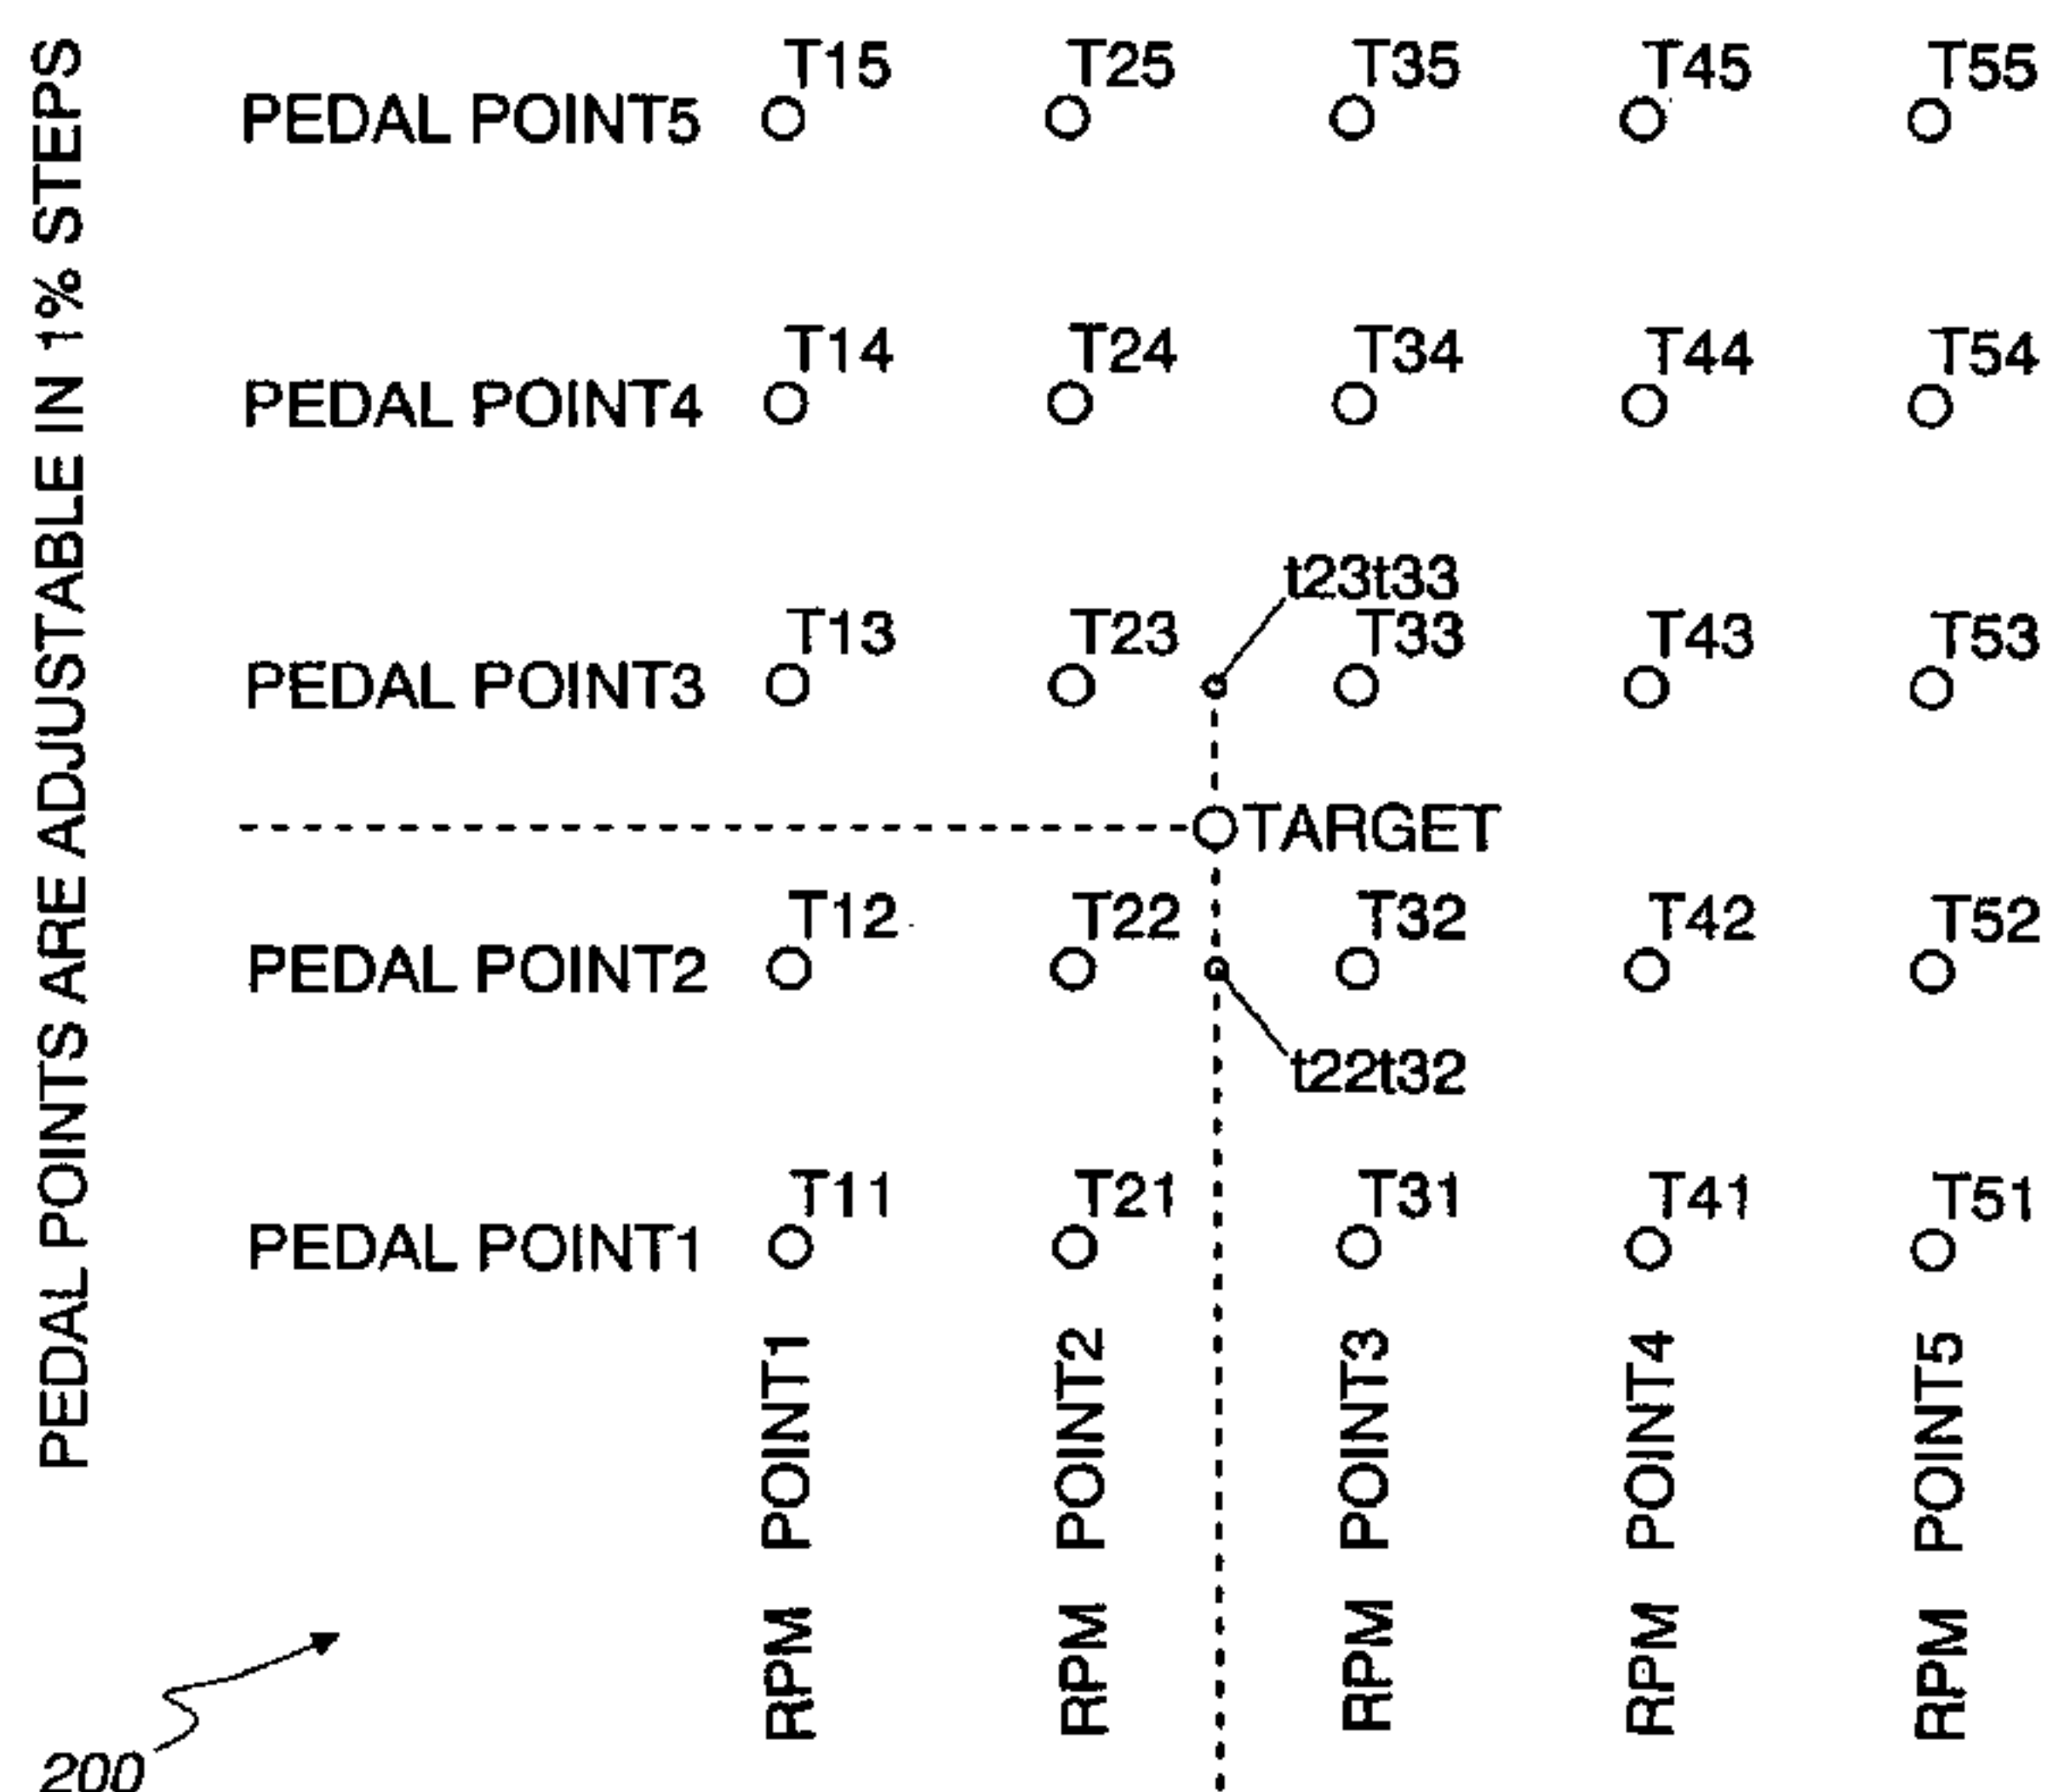 PEDAL POINTS ARE ADJUSTABLE IN 1% STEPS
T15 T25 T35 T45 T55
PEDAL POINT5
T14 T24 T34 T44 T54
PEDAL POINT4
t23t33
T13 T23 T33 T43 T53
PEDAL POINT3
TARGET
T12 T22 T32 T42 T52
PEDAL POINT2
t22t32
T11 T21 T31 T41 T51
PEDAL POINT1
RPM POINT1
RPM POINT2
RPM POINT3
RPM POINT4
RPM POINT5
200